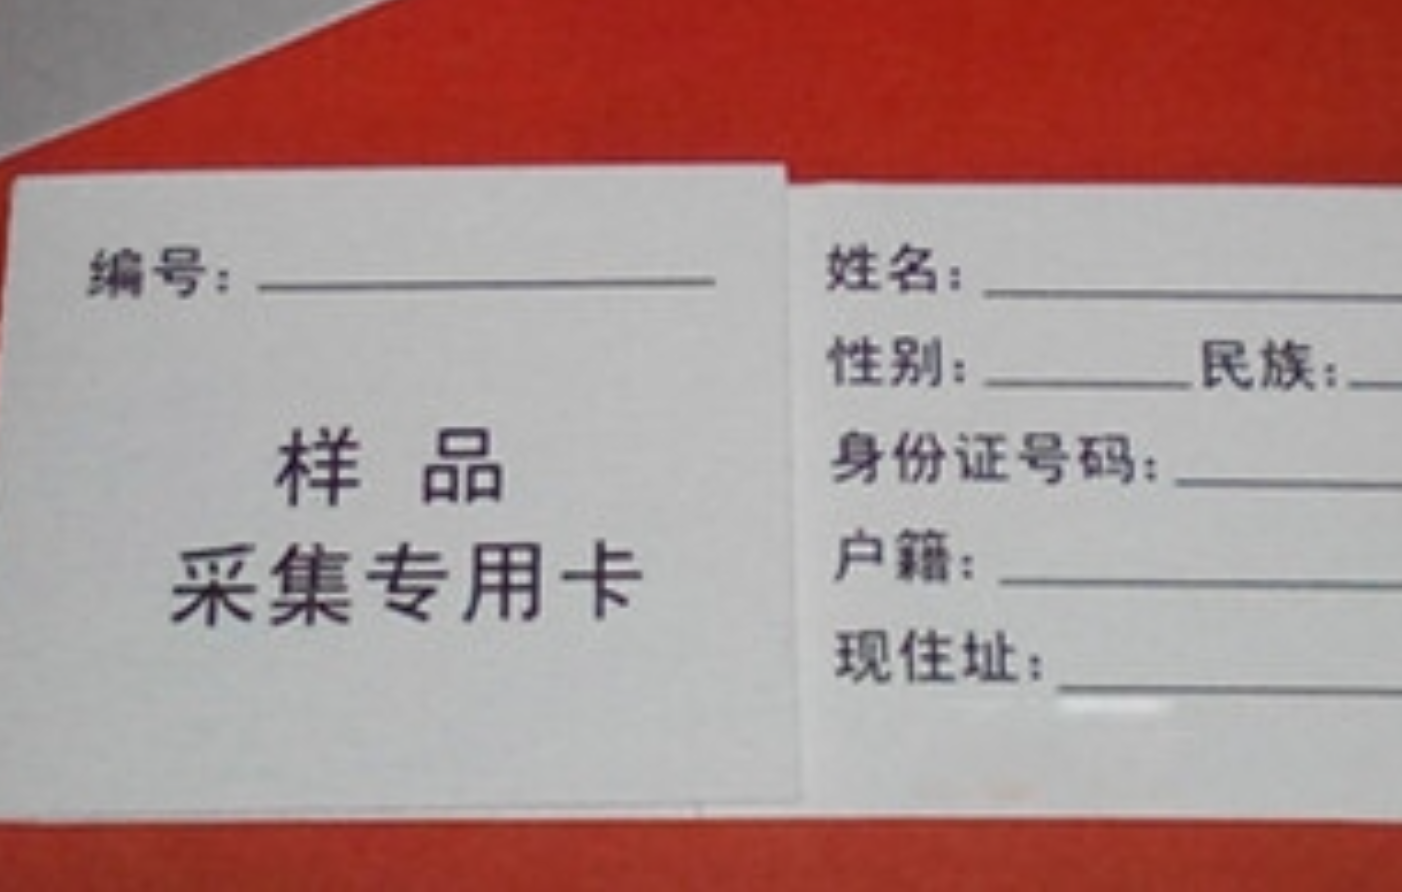 编号：
样 品
采集专用卡
姓名：
性别： 民族：
身份证号码：
户籍：
现住址：